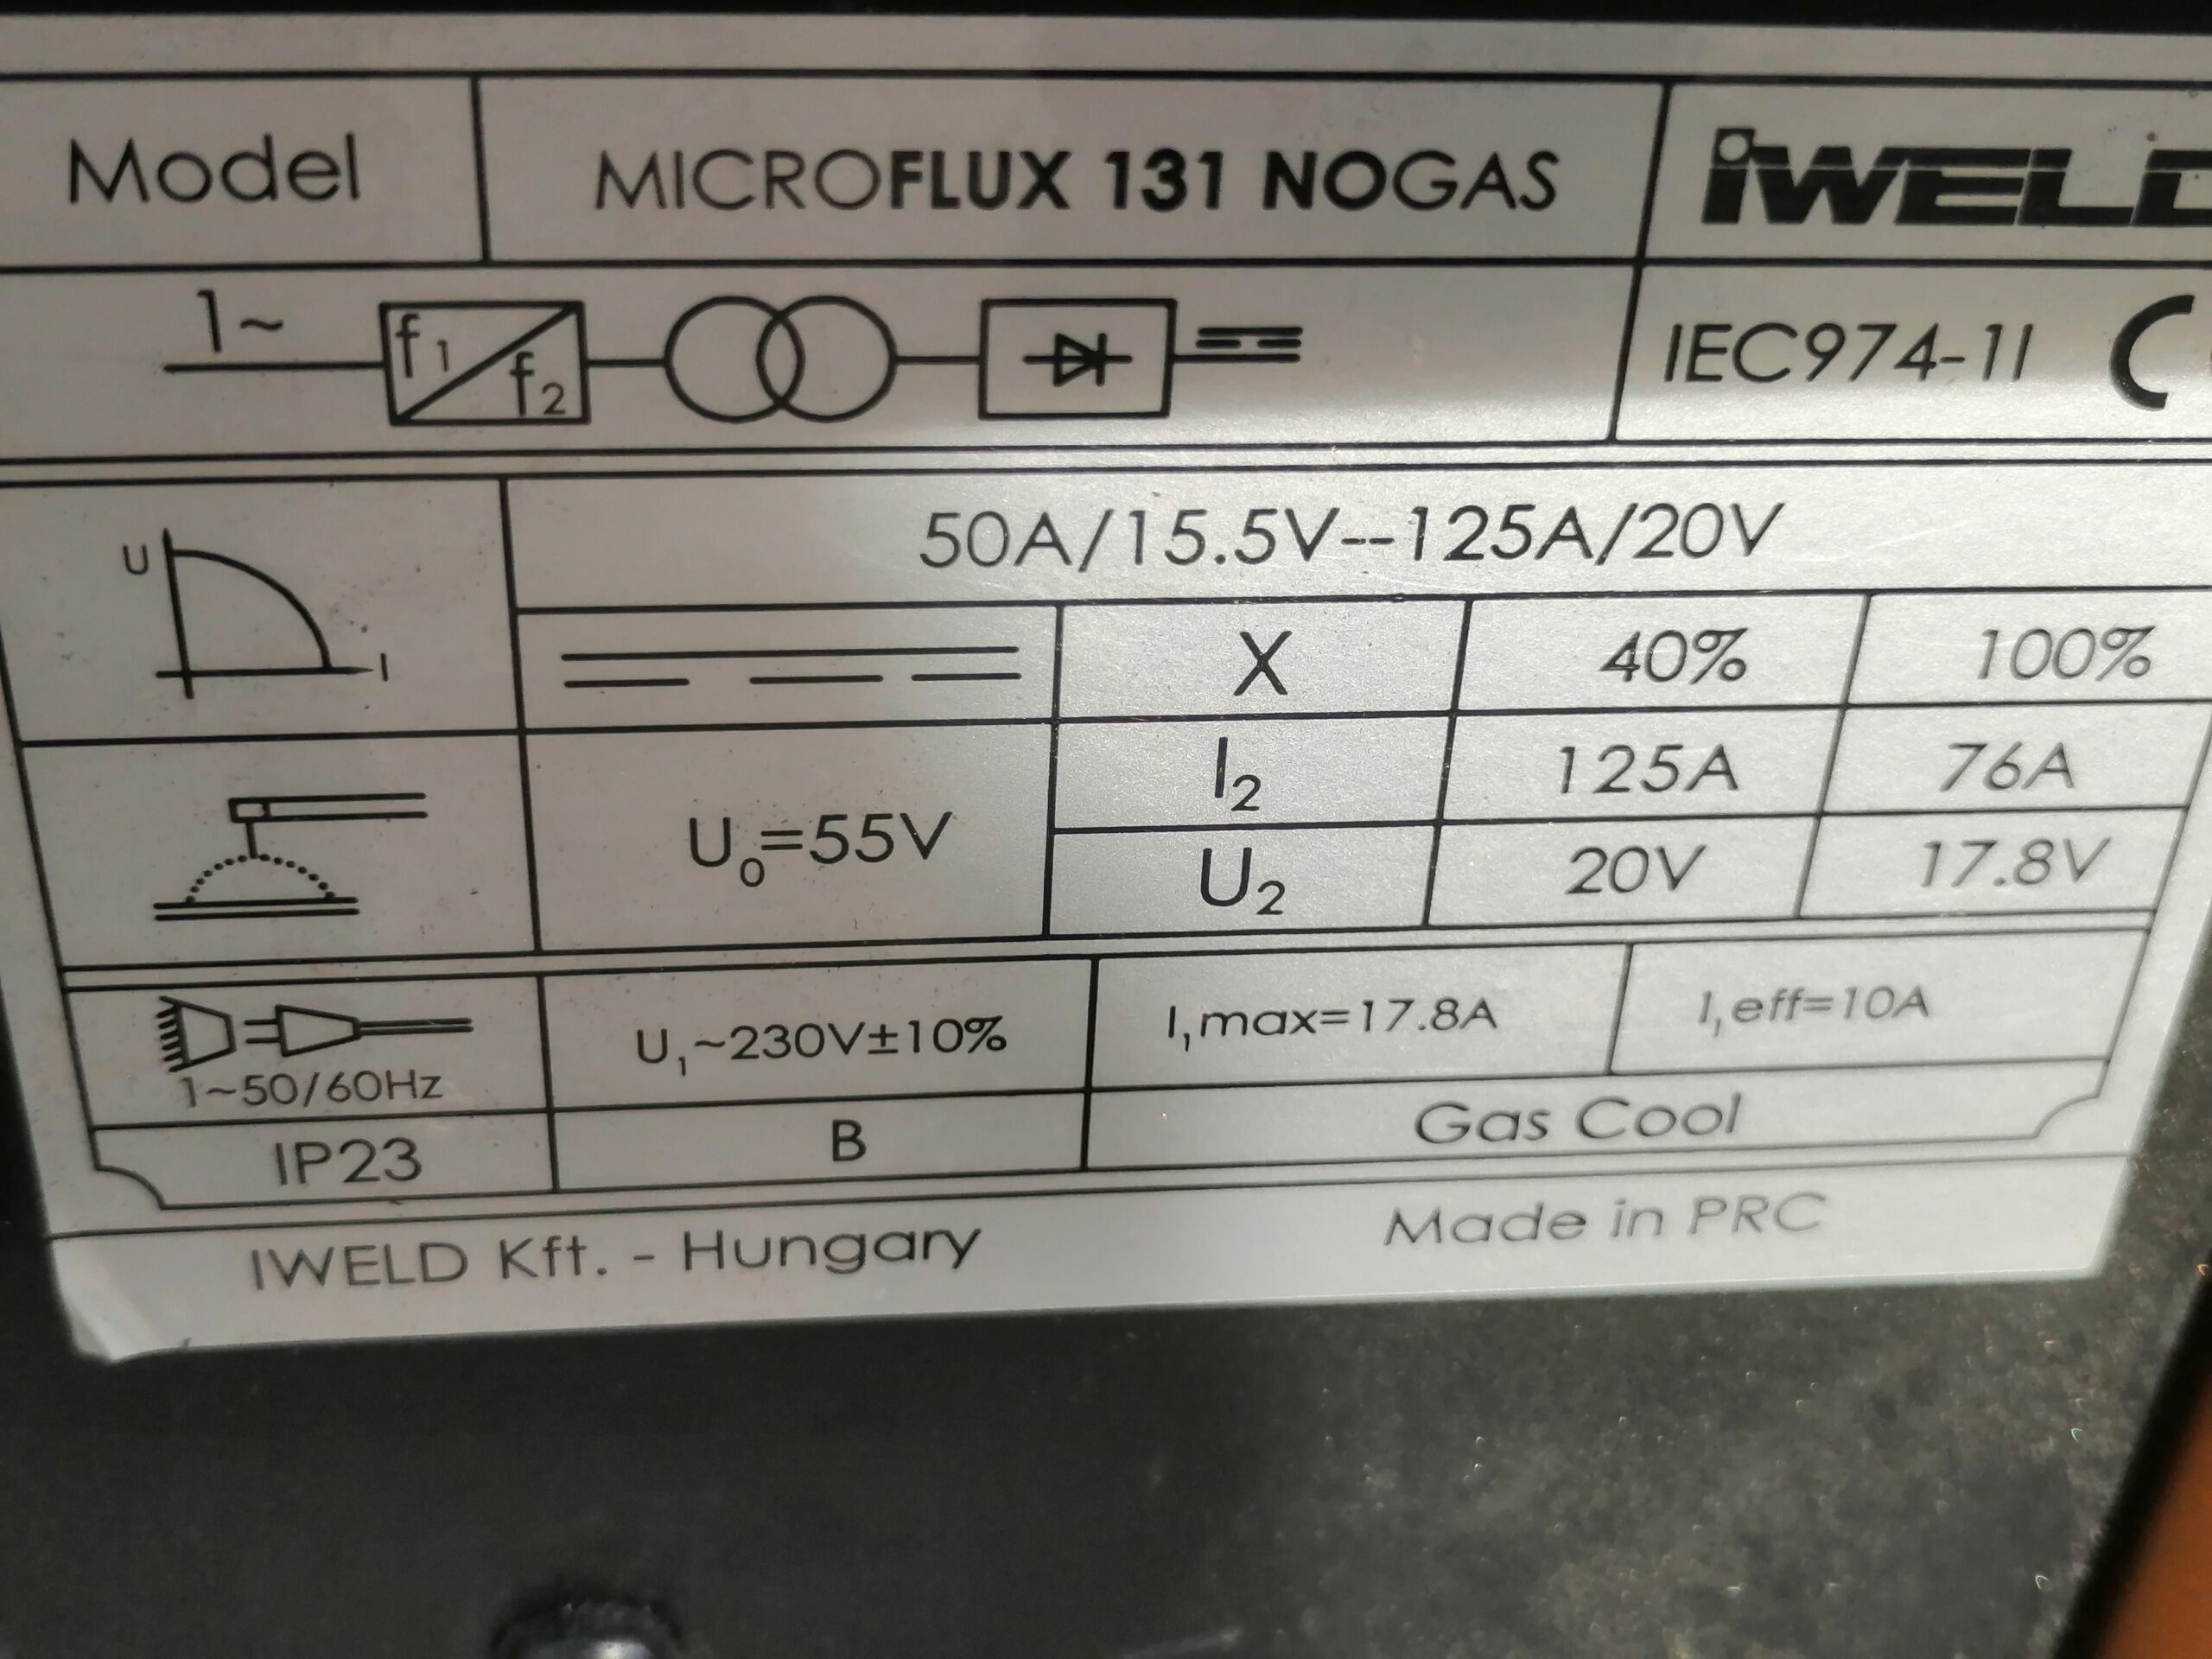 Model MICROFLUX 131 NOGAS iWELD
1~ f1 f2 IEC974-1I C
U I 50A/15.5V--125A/20V
X 40% 100%
I2 125A 76A
U0=55V
U2 20V 17.8V
U1~230V±10% I1max=17.8A I1eff=10A
1~50/60Hz
IP23 B Gas Cool
IWELD Kft. - Hungary Made in PRC